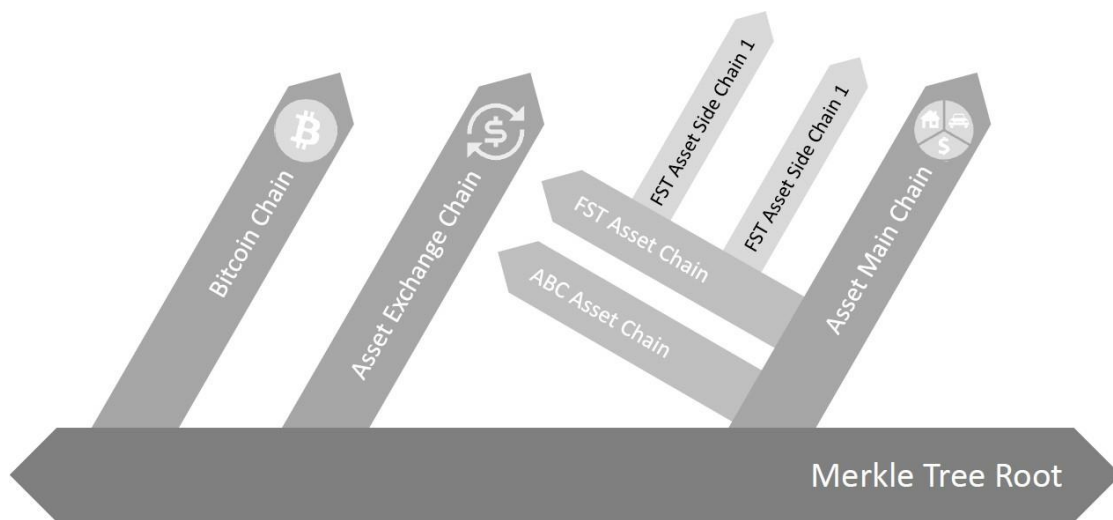 Bitcoin Chain
Asset Exchange Chain
FST Asset Side Chain 1
FST Asset Side Chain 1
FST Asset Chain
ABC Asset Chain
Asset Main Chain
Merkle Tree Root